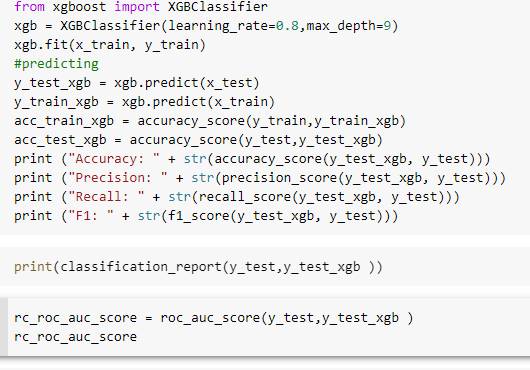 from xgboost import XGBClassifier
xgb = XGBClassifier(learning_rate=0.8,max_depth=9)
xgb.fit(x_train, y_train)
#predicting
y_test_xgb = xgb.predict(x_test)
y_train_xgb = xgb.predict(x_train)
acc_train_xgb = accuracy_score(y_train,y_train_xgb)
acc_test_xgb = accuracy_score(y_test,y_test_xgb)
print ("Accuracy: " + str(accuracy_score(y_test_xgb, y_test)))
print ("Precision: " + str(precision_score(y_test_xgb, y_test)))
print ("Recall: " + str(recall_score(y_test_xgb, y_test)))
print ("F1: " + str(f1_score(y_test_xgb, y_test)))
print(classification_report(y_test,y_test_xgb ))
rc_roc_auc_score = roc_auc_score(y_test,y_test_xgb )
rc_roc_auc_score